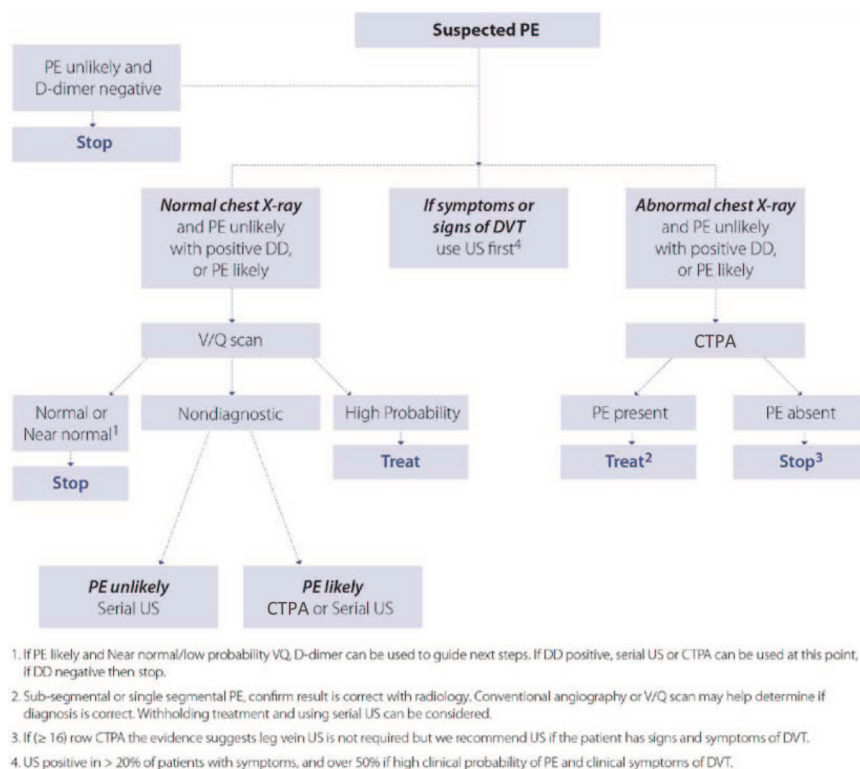 Suspected PE
PE unlikely and
D-dimer negative
Stop
Normal chest X-ray
and PE unlikely
with positive DD,
or PE likely
If symptoms or
signs of DVT
use US first4
Abnormal chest X-ray
and PE unlikely
with positive DD,
or PE likely
V/Q scan
CTPA
Normal or
Near normal1
Nondiagnostic
High Probability
PE present
PE absent
Stop
Treat
Treat2
Stop3
PE unlikely
Serial US
PE likely
CTPA or Serial US
1. If PE likely and Near normal/low probability VQ, D-dimer can be used to guide next steps. If DD positive, serial US or CTPA can be used at this point,
if DD negative then stop.
2. Sub-segmental or single segmental PE, confirm result is correct with radiology. Conventional angiography or V/Q scan may help determine if
diagnosis is correct. Withholding treatment and using serial US can be considered.
3. If (≥ 16) row CTPA the evidence suggests leg vein US is not required but we recommend US if the patient has signs and symptoms of DVT.
4. US positive in > 20% of patients with symptoms, and over 50% if high clinical probability of PE and clinical symptoms of DVT.